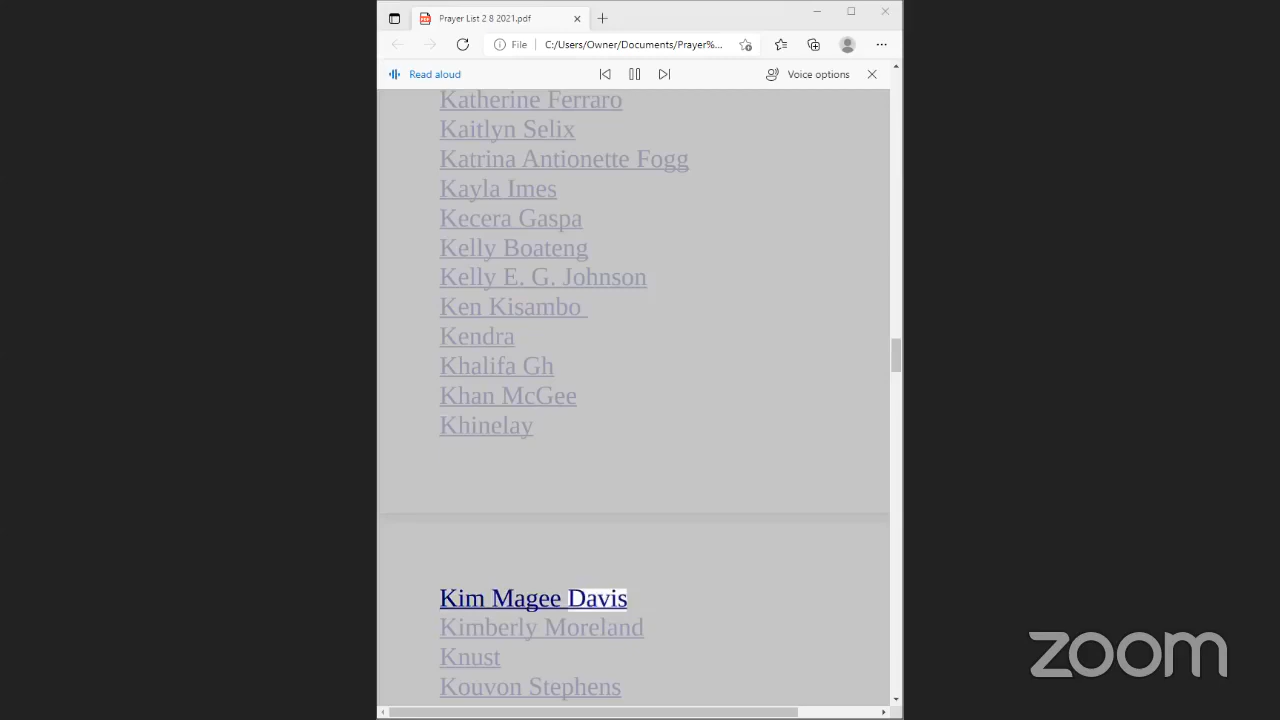 Prayer List 2 8 2021.pdf
File C:/Users/Owner/Documents/Prayer%...
Read aloud Voice options
Katherine Ferraro
Kaitlyn Selix
Katrina Antionette Fogg
Kayla Imes
Kecera Gaspa
Kelly Boateng
Kelly E. G. Johnson
Ken Kisambo
Kendra
Khalifa Gh
Khan McGee
Khinelay
Kim Magee Davis
Kimberly Moreland
Knust
Kouvon Stephens
zoom